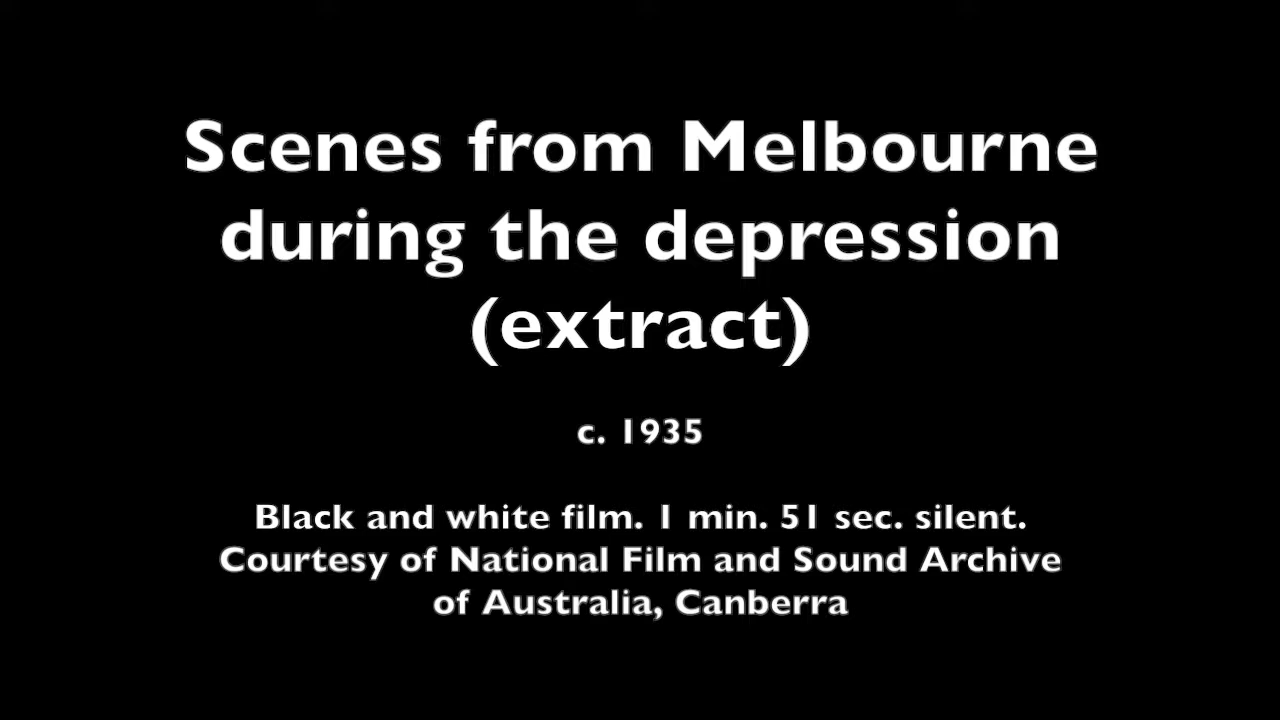 Scenes from Melbourne
during the depression
(extract)
c. 1935
Black and white film. 1 min. 51 sec. silent.
Courtesy of National Film and Sound Archive
of Australia, Canberra